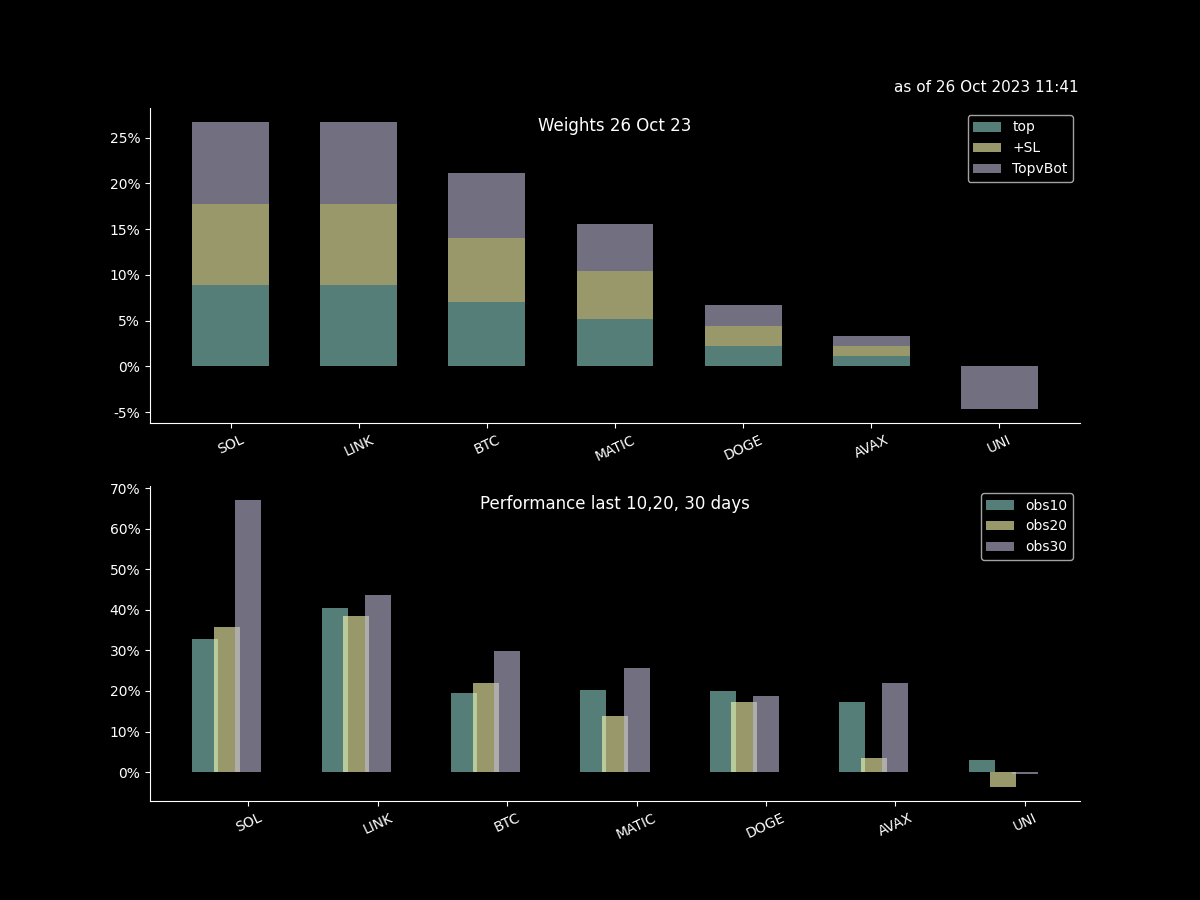 as of 26 Oct 2023 11:41
Weights 26 Oct 23
top
+SL
TopvBot
25%
20%
15%
10%
5%
0%
-5%
SOL LINK BTC MATIC DOGE AVAX UNI
Performance last 10,20, 30 days
obs10
obs20
obs30
70%
60%
50%
40%
30%
20%
10%
0%
SOL LINK BTC MATIC DOGE AVAX UNI